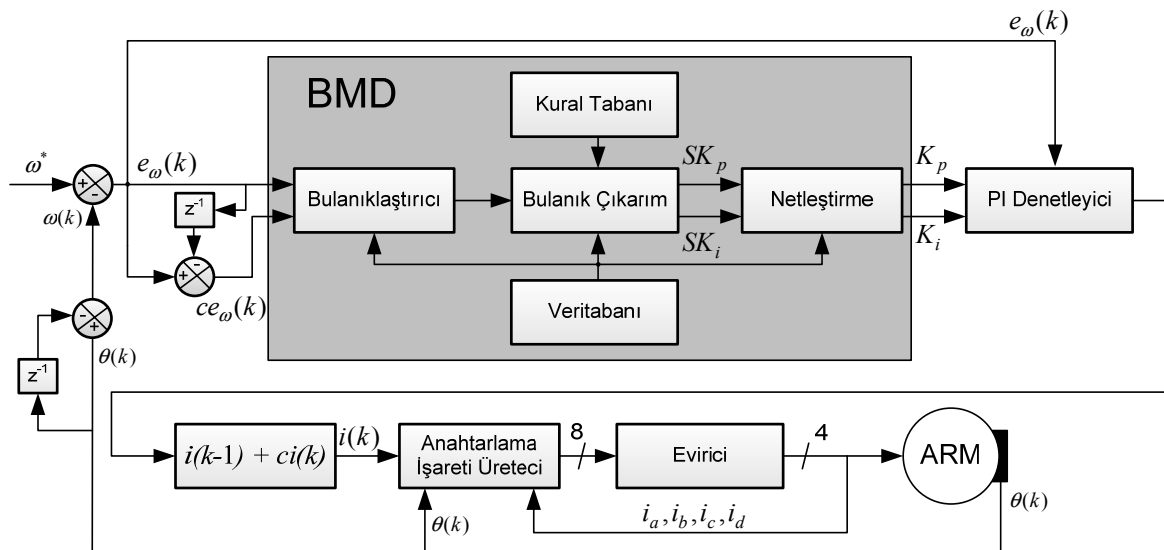 e_ω(k)
BMD
Kural Tabanı
ω*
+
-
e_ω(k)
SK_p
K_p
Bulanıklaştırıcı
Bulanık Çıkarım
Netleştirme
PI Denetleyici
z⁻¹
ω(k)
SK_i
K_i
-
+
ce_ω(k)
Veritabanı
-
+
θ(k)
z⁻¹
i(k-1) + ci(k)
i(k)
Anahtarlama
İşareti Üreteci
8
Evirici
4
ARM
θ(k)
i_a, i_b, i_c, i_d
θ(k)